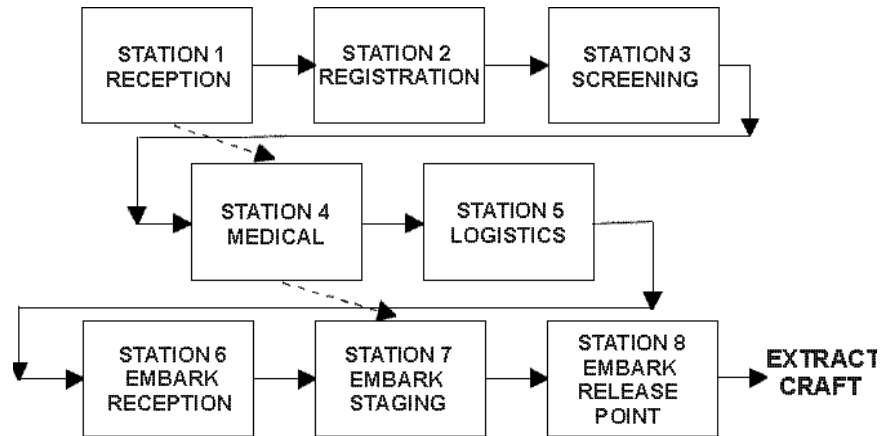 STATION 1
RECEPTION
STATION 2
REGISTRATION
STATION 3
SCREENING
STATION 4
MEDICAL
STATION 5
LOGISTICS
STATION 6
EMBARK
RECEPTION
STATION 7
EMBARK
STAGING
STATION 8
EMBARK
RELEASE
POINT
EXTRACT
CRAFT